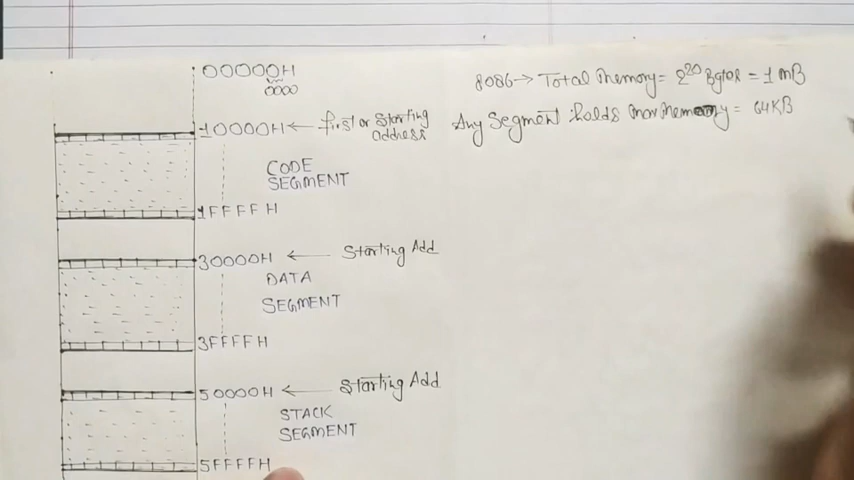 00000H
0000
8086→ Total Memory = 2^20 Bytes = 1 MB
Any Segment holds Max Memory = 64KB
10000H ← First or Starting
address
CODE
SEGMENT
1FFFFH
30000H ← Starting Add
DATA
SEGMENT
3FFFFH
50000H ← Starting Add
STACK
SEGMENT
5FFFFH